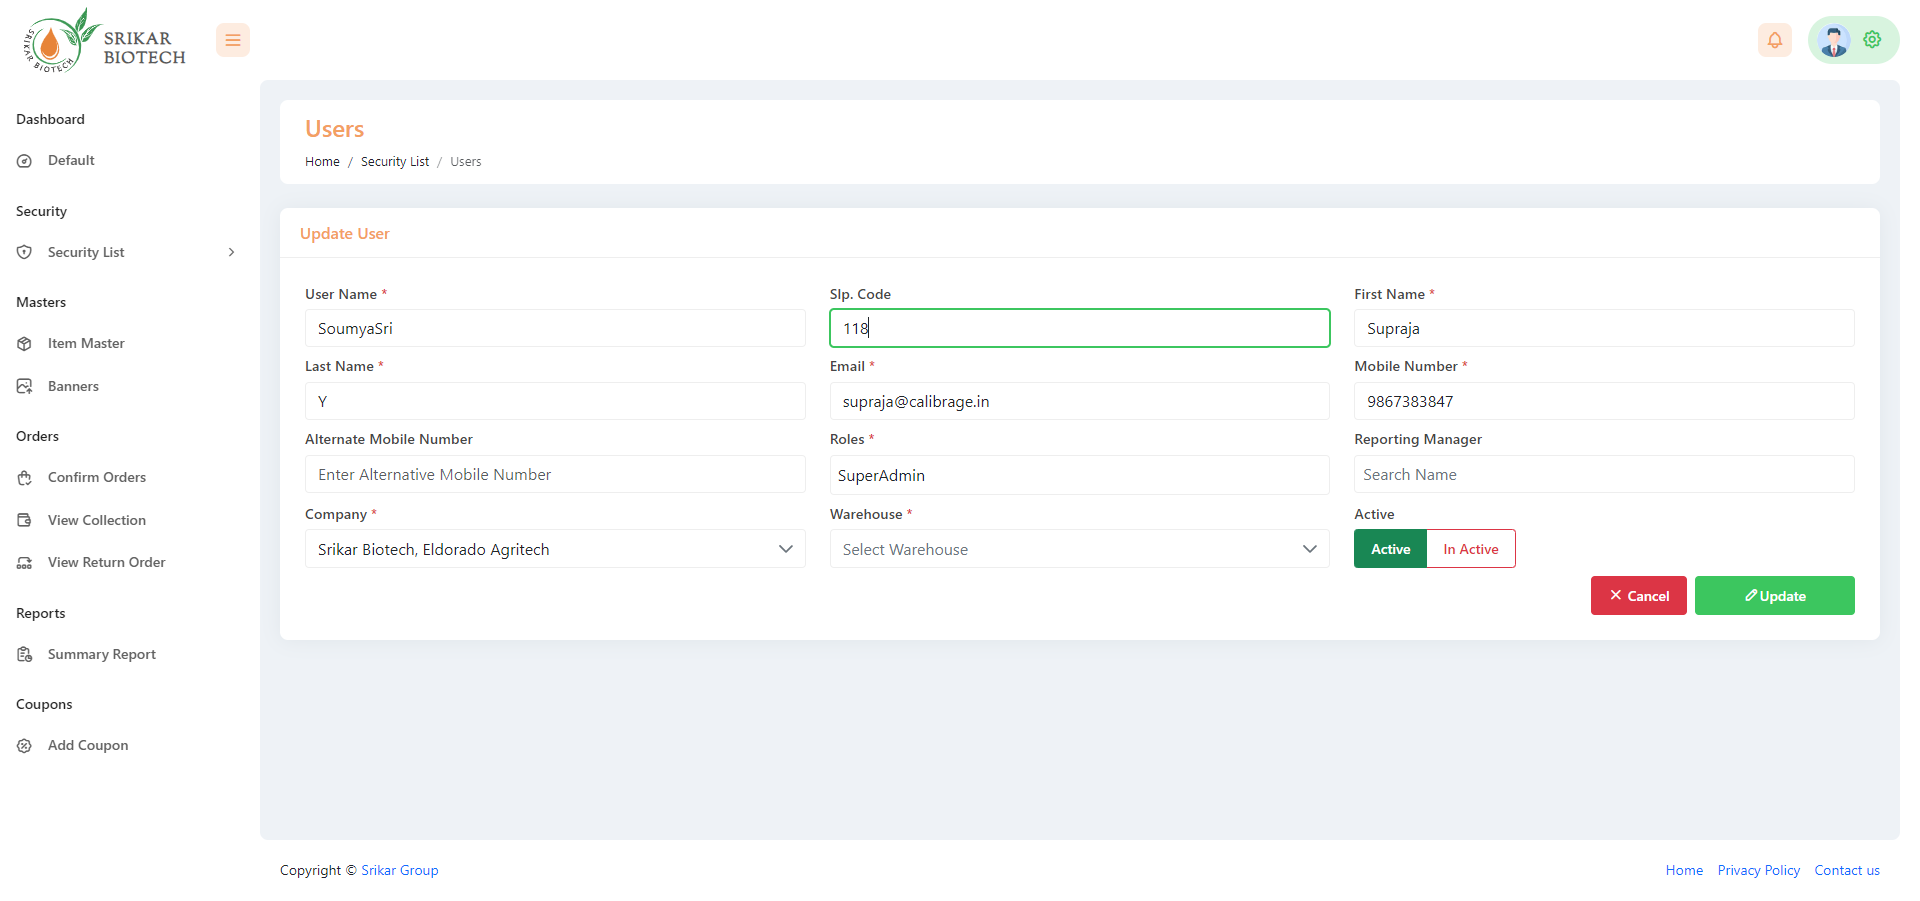 SRIKAR BIOTECH
SRIKAR
BIOTECH
Dashboard
Default
Security
Security List
Masters
Item Master
Banners
Orders
Confirm Orders
View Collection
View Return Order
Reports
Summary Report
Coupons
Add Coupon
Users
Home / Security List / Users
Update User
User Name * Slp. Code First Name *
SoumyaSri 118 Supraja
Last Name * Email * Mobile Number *
Y supraja@calibrage.in 9867383847
Alternate Mobile Number Roles * Reporting Manager
Enter Alternative Mobile Number SuperAdmin Search Name
Company * Warehouse * Active
Srikar Biotech, Eldorado Agritech Select Warehouse Active In Active
Cancel Update
Copyright © Srikar Group Home Privacy Policy Contact us